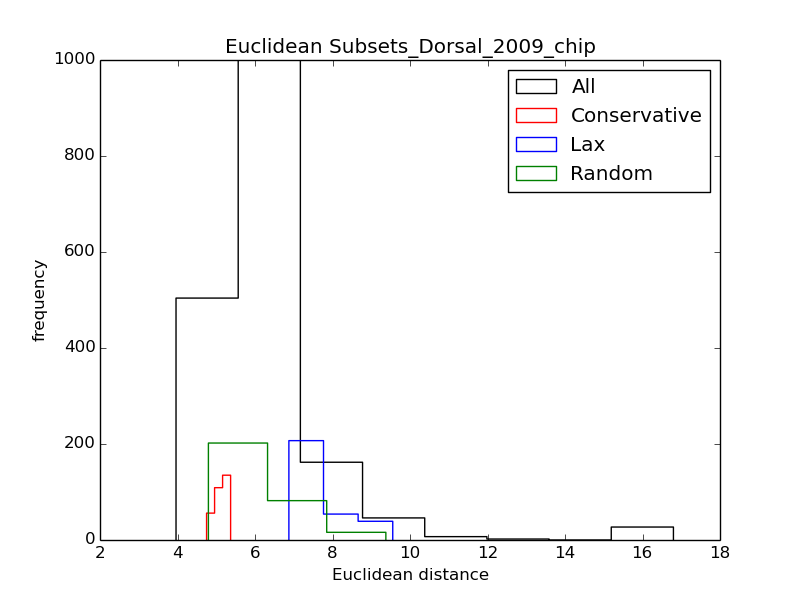 Euclidean Subsets_Dorsal_2009_chip
1000
800
600
400
200
0
frequency
All
Conservative
Lax
Random
2 4 6 8 10 12 14 16 18
Euclidean distance